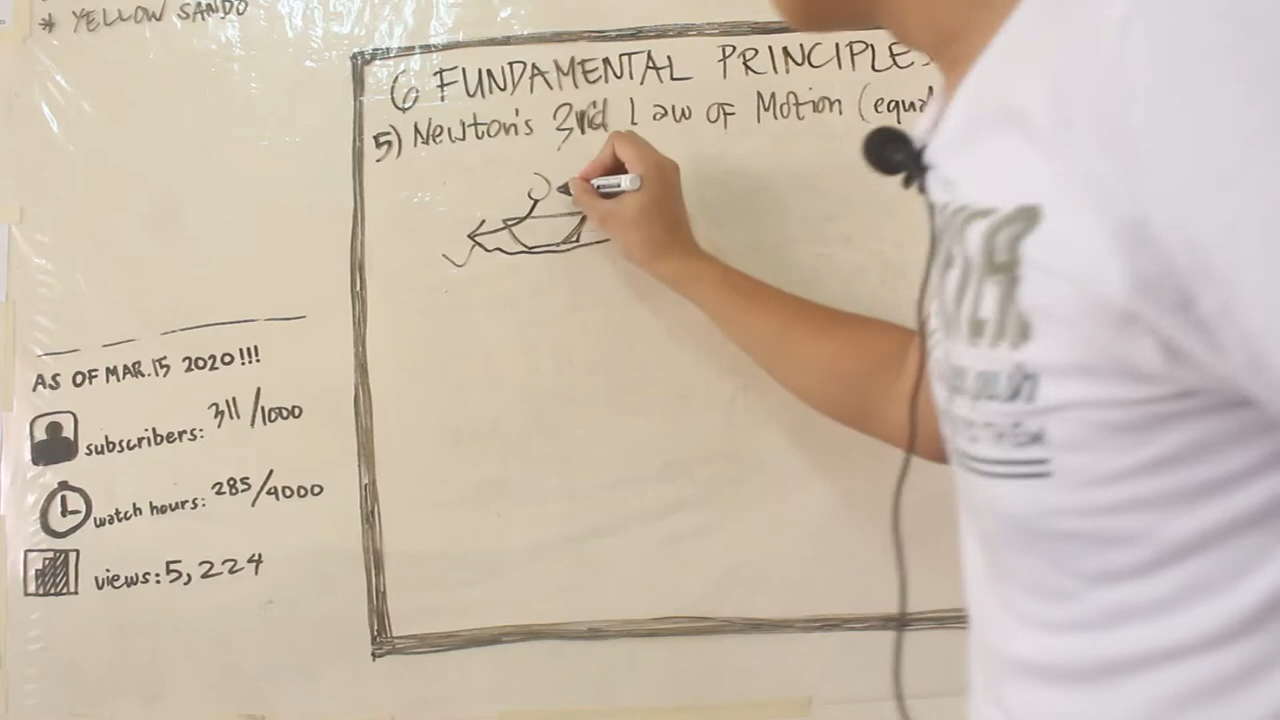 * YELLOW SANDO
6 FUNDAMENTAL PRINCIPLES
5) Newton's 3rd Law OF Motion (equal
AS OF MAR.15 2020!!!
subscribers: 311/1000
watch hours: 285/4000
views: 5,224